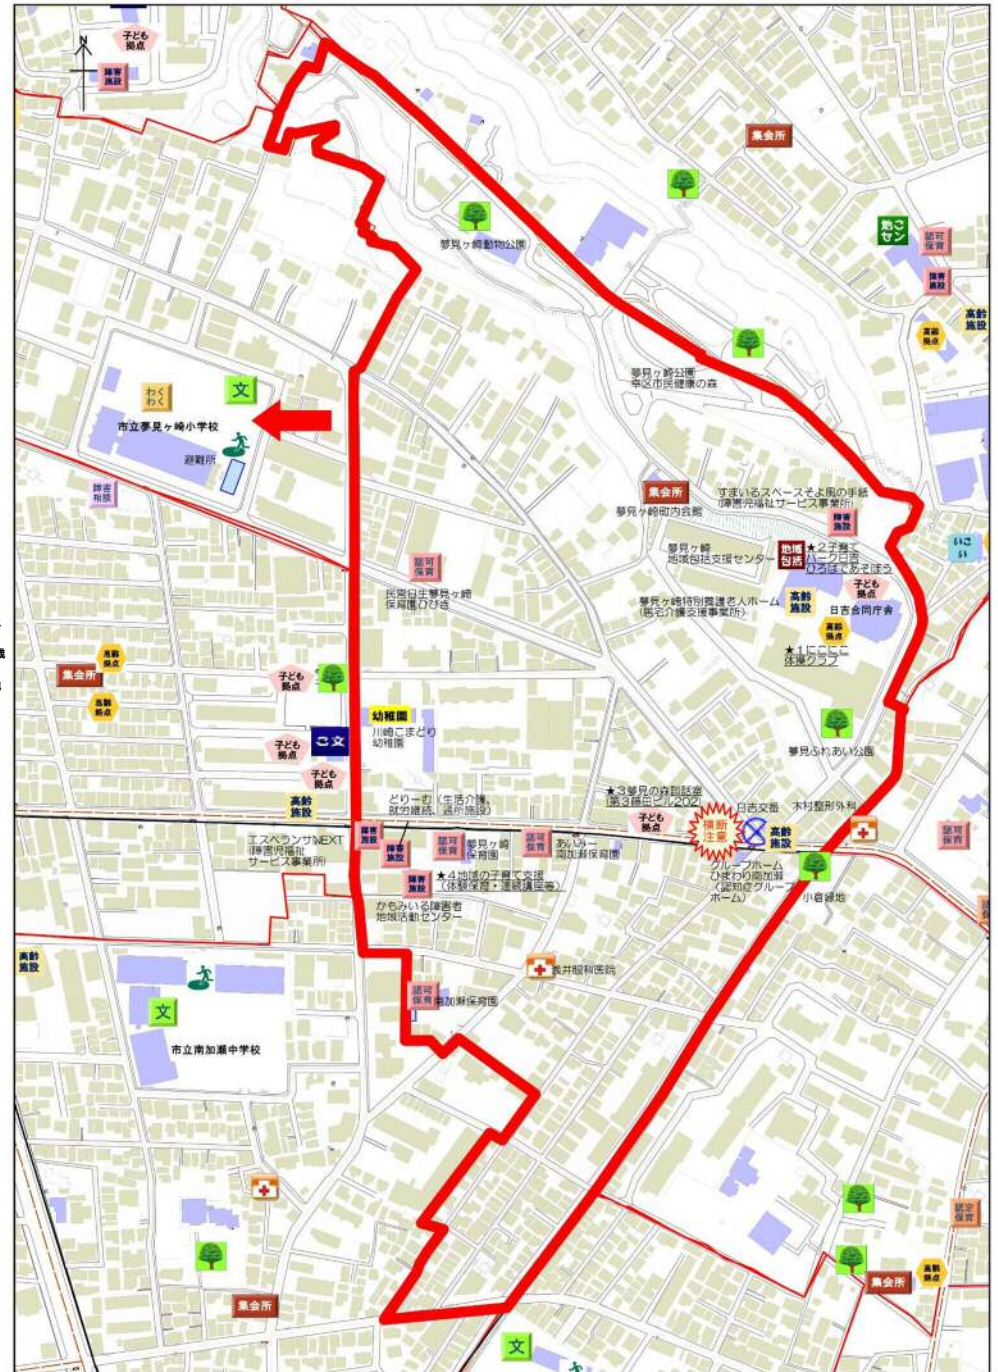 N
子ども
拠点
障害
施設
集会所
地こ
セン
認可
保育
障害
施設
高齢
施設
高齢
拠点
夢見ヶ崎動物公園
夢見ヶ崎公園
幸区市民健康の森
わく
わく
文
市立夢見ヶ崎小学校
避難所
障害
相談
集会所
夢見ヶ崎町内会館
すまいるスペースそよ風の手紙
(障害児福祉サービス事業所)
障害
施設
いこ
い
夢見ヶ崎
地域包括支援センター
地域
包括
★2子育て
パーク日吉
ひろばであそぼう
認可
保育
民営日生夢見ヶ崎
保育園ひびき
子ども
拠点
夢見ヶ崎特別養護老人ホーム
(居宅介護支援事業所)
高齢
施設
日吉合同庁舎
高齢
拠点
★1にこにこ
体操クラブ
集会所
高齢
拠点
高齢
拠点
子ども
拠点
幼稚園
川崎こまどり
幼稚園
こ文
子ども
拠点
子ども
拠点
夢見ふれあい公園
高齢
施設
どりーむ(生活介護、
就労継続、通所施設)
★3夢見の森談話室
(第3藤田ビル202)
子ども
拠点
横断
注意
日吉交番
木村整形外科
高齢
施設
認可
保育
エスペランサNEXT
(障害児福祉
サービス事業所)
障害
施設
障害
施設
認可
保育
夢見ヶ崎
保育園
認可
保育
あいみー
南加瀬保育園
障害
施設
★4地域の子育て支援
(体験保育・連続講座等)
かもみいる障害者
地域活動センター
グループホーム
ひまわり南加瀬
(認知症グループ
ホーム)
小倉緑地
高齢
施設
浅井眼科医院
認可
保育
南加瀬保育園
文
市立南加瀬中学校
認定
保育
集会所
集会所
高齢
拠点
文